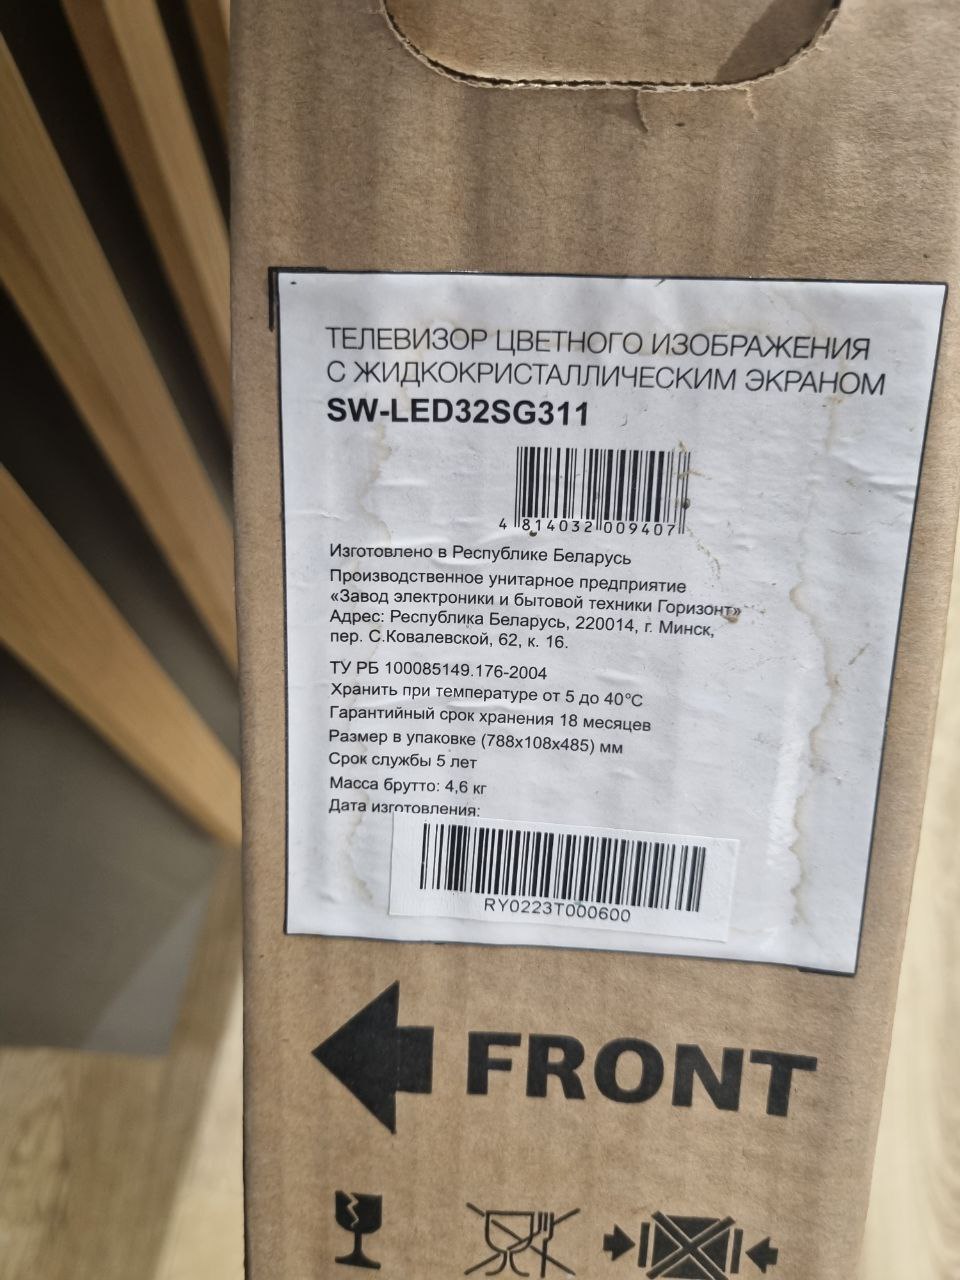 ТЕЛЕВИЗОР ЦВЕТНОГО ИЗОБРАЖЕНИЯ
С ЖИДКОКРИСТАЛЛИЧЕСКИМ ЭКРАНОМ
SW-LED32SG311
4 814032 009407
Изготовлено в Республике Беларусь
Производственное унитарное предприятие
«Завод электроники и бытовой техники Горизонт»
Адрес: Республика Беларусь, 220014, г. Минск,
пер. С.Ковалевской, 62, к. 16.
ТУ РБ 100085149.176-2004
Хранить при температуре от 5 до 40°C
Гарантийный срок хранения 18 месяцев
Размер в упаковке (788x108x485) мм
Срок службы 5 лет
Масса брутто: 4,6 кг
Дата изготовления:
RY0223T000600
FRONT